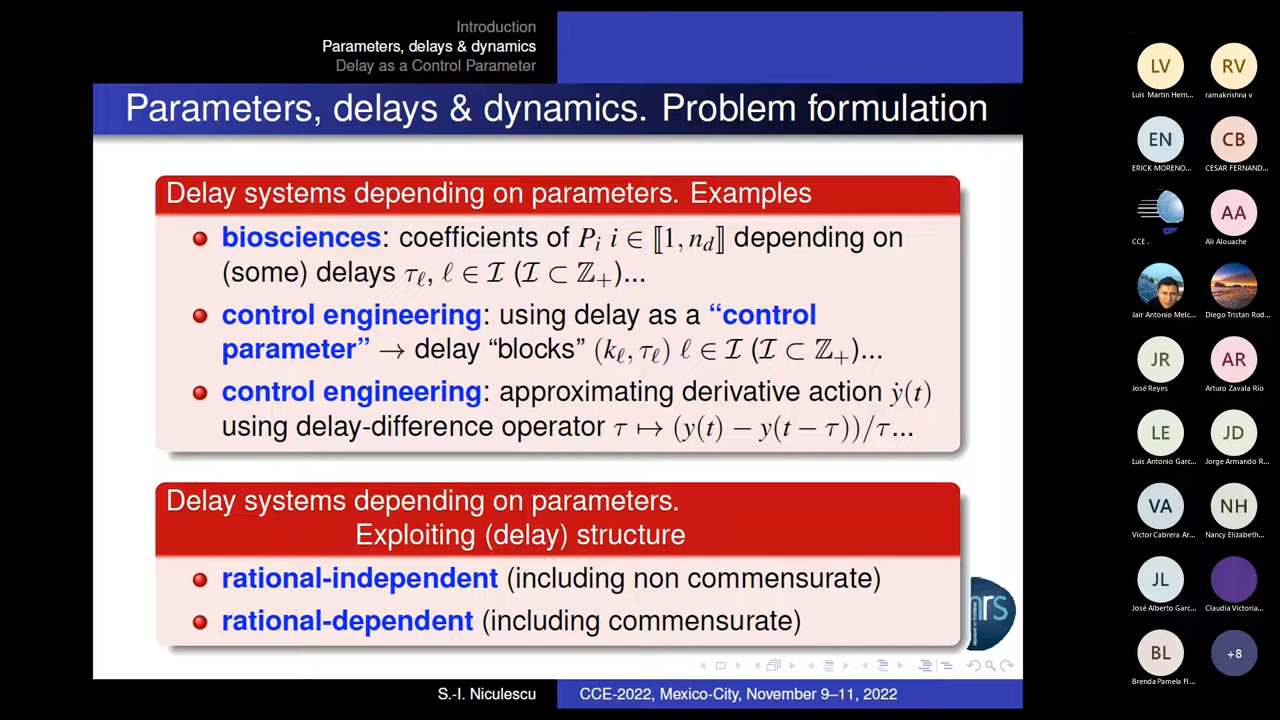 Introduction
Parameters, delays & dynamics
Delay as a Control Parameter
Parameters, delays & dynamics. Problem formulation
Delay systems depending on parameters. Examples
biosciences: coefficients of P_i i ∈ ⟦1, n_d⟧ depending on
(some) delays τ_ℓ, ℓ ∈ ℐ (ℐ ⊂ ℤ₊)...
control engineering: using delay as a “control
parameter” → delay “blocks” (k_ℓ, τ_ℓ) ℓ ∈ ℐ (ℐ ⊂ ℤ₊)...
control engineering: approximating derivative action ẏ(t)
using delay-difference operator τ ↦ (y(t) − y(t − τ))/τ...
Delay systems depending on parameters.
Exploiting (delay) structure
rational-independent (including non commensurate)
rational-dependent (including commensurate)
S.-I. Niculescu
CCE-2022, Mexico-City, November 9–11, 2022
LV
RV
Luis Martin Hern...
ramakrishna v
EN
CB
ERICK MORENO...
CESAR FERNAND...
AA
CCE .
Ali Alouache
Jair Antonio Melc...
Diego Tristan Rod...
JR
AR
José Reyes
Arturo Zavala Río
LE
JD
Luis Antonio Garc...
Jorge Armando R...
VA
NH
Victor Cabrera Ar...
Nancy Elizabeth...
JL
José Alberto Garc...
Claudia Victoria...
BL
+8
Brenda Pamela Fl...